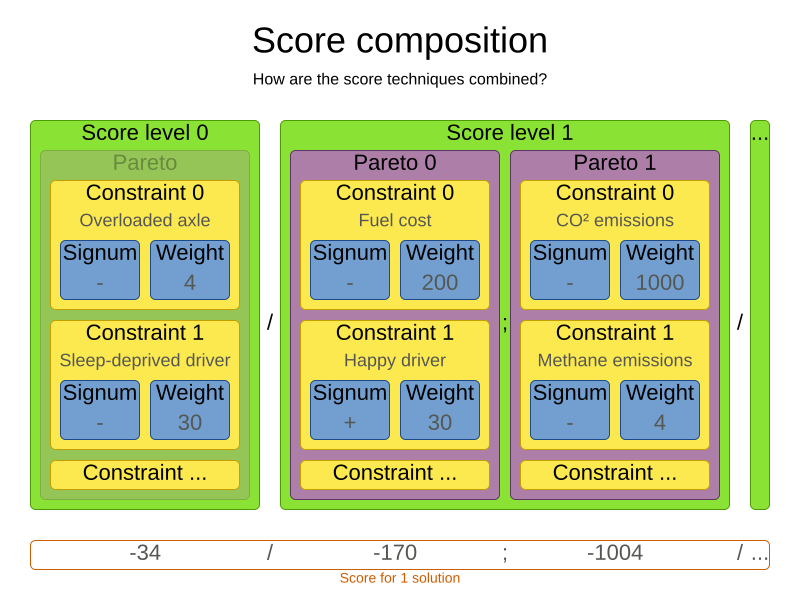 Score composition
How are the score techniques combined?
Score level 0
Pareto
Constraint 0
Overloaded axle
Signum
-
Weight
4
Constraint 1
Sleep-deprived driver
Signum
-
Weight
30
Constraint ...
/
Score level 1
Pareto 0
Constraint 0
Fuel cost
Signum
-
Weight
200
Constraint 1
Happy driver
Signum
+
Weight
30
Constraint ...
;
Pareto 1
Constraint 0
CO² emissions
Signum
-
Weight
1000
Constraint 1
Methane emissions
Signum
-
Weight
4
Constraint ...
/
...
-34 / -170 ; -1004 / ...
Score for 1 solution